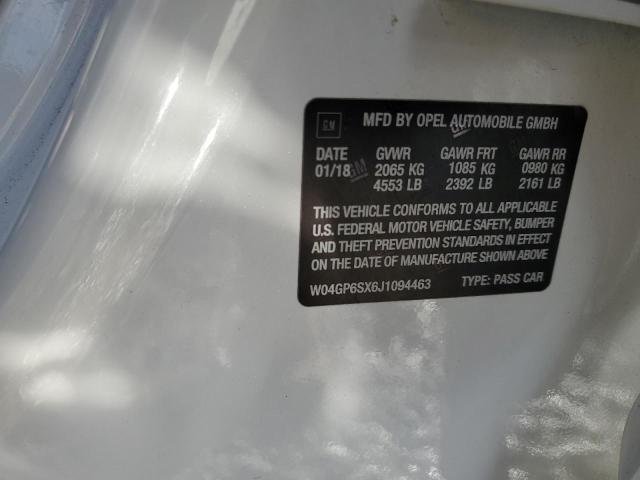 GM MFD BY OPEL AUTOMOBILE GMBH
DATE GVWR GAWR FRT GAWR RR
01/18 2065 KG 1085 KG 0980 KG
4553 LB 2392 LB 2161 LB
THIS VEHICLE CONFORMS TO ALL APPLICABLE
U.S. FEDERAL MOTOR VEHICLE SAFETY, BUMPER
AND THEFT PREVENTION STANDARDS IN EFFECT
ON THE DATE OF MANUFACTURE SHOWN ABOVE
W04GP6SX6J1094463 TYPE: PASS CAR